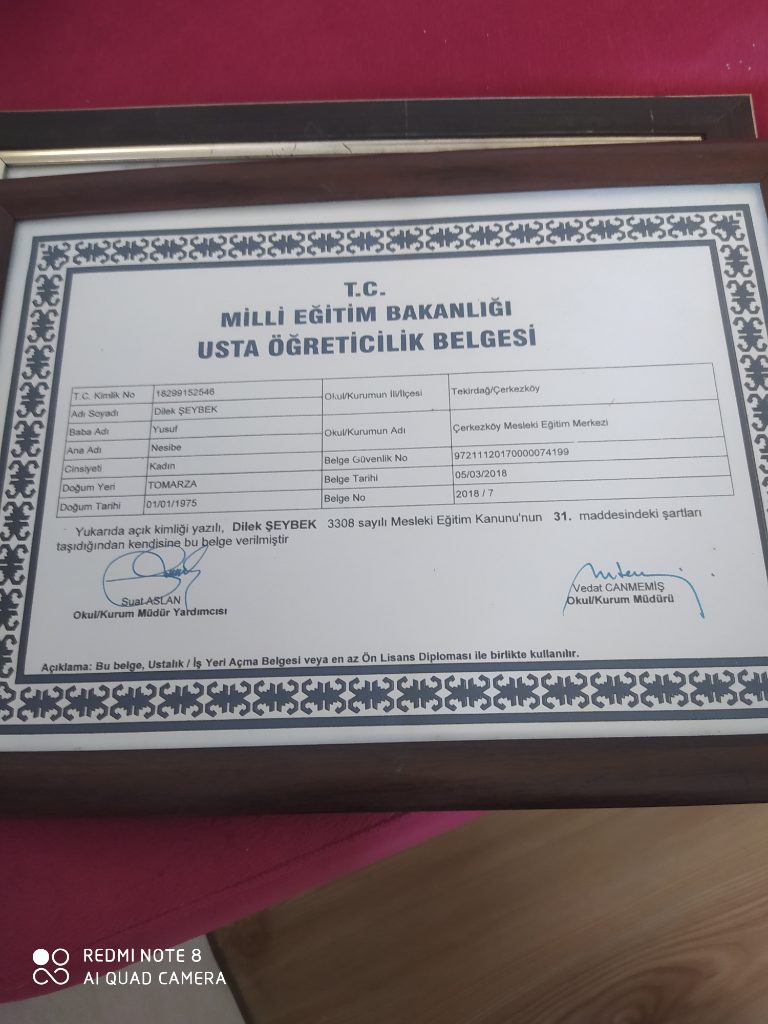 T.C.
MİLLİ EĞİTİM BAKANLIĞI
USTA ÖĞRETİCİLİK BELGESİ
T.C. Kimlik No 18299152546
Adı Soyadı Dilek ŞEYBEK
Baba Adı Yusuf
Ana Adı Nesibe
Cinsiyeti Kadın
Doğum Yeri TOMARZA
Doğum Tarihi 01/01/1975
Okul/Kurumun İli/İlçesi Tekirdağ/Çerkezköy
Okul/Kurumun Adı Çerkezköy Mesleki Eğitim Merkezi
Belge Güvenlik No 97211120170000074199
Belge Tarihi 05/03/2018
Belge No 2018 / 7
Yukarıda açık kimliği yazılı, Dilek ŞEYBEK 3308 sayılı Mesleki Eğitim Kanunu'nun 31. maddesindeki şartları
taşıdığından kendisine bu belge verilmiştir
Suat ASLAN
Okul/Kurum Müdür Yardımcısı
Vedat CANMEMİŞ
Okul/Kurum Müdürü
Açıklama: Bu belge, Ustalık / İş Yeri Açma Belgesi veya en az Ön Lisans Diploması ile birlikte kullanılır.
REDMI NOTE 8
AI QUAD CAMERA